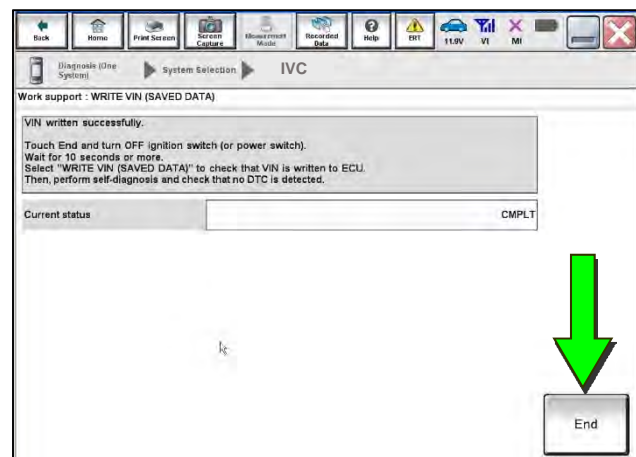 Back
Home
Print Screen
Screen Capture
Measurement Mode
Recorded Data
Help
ERT
11.9V
VI
MI
Diagnosis (One System)
System Selection
IVC
Work support : WRITE VIN (SAVED DATA)
VIN written successfully.
Touch End and turn OFF ignition switch (or power switch).
Wait for 10 seconds or more.
Select "WRITE VIN (SAVED DATA)" to check that VIN is written to ECU.
Then, perform self-diagnosis and check that no DTC is detected.
Current status
CMPLT
End